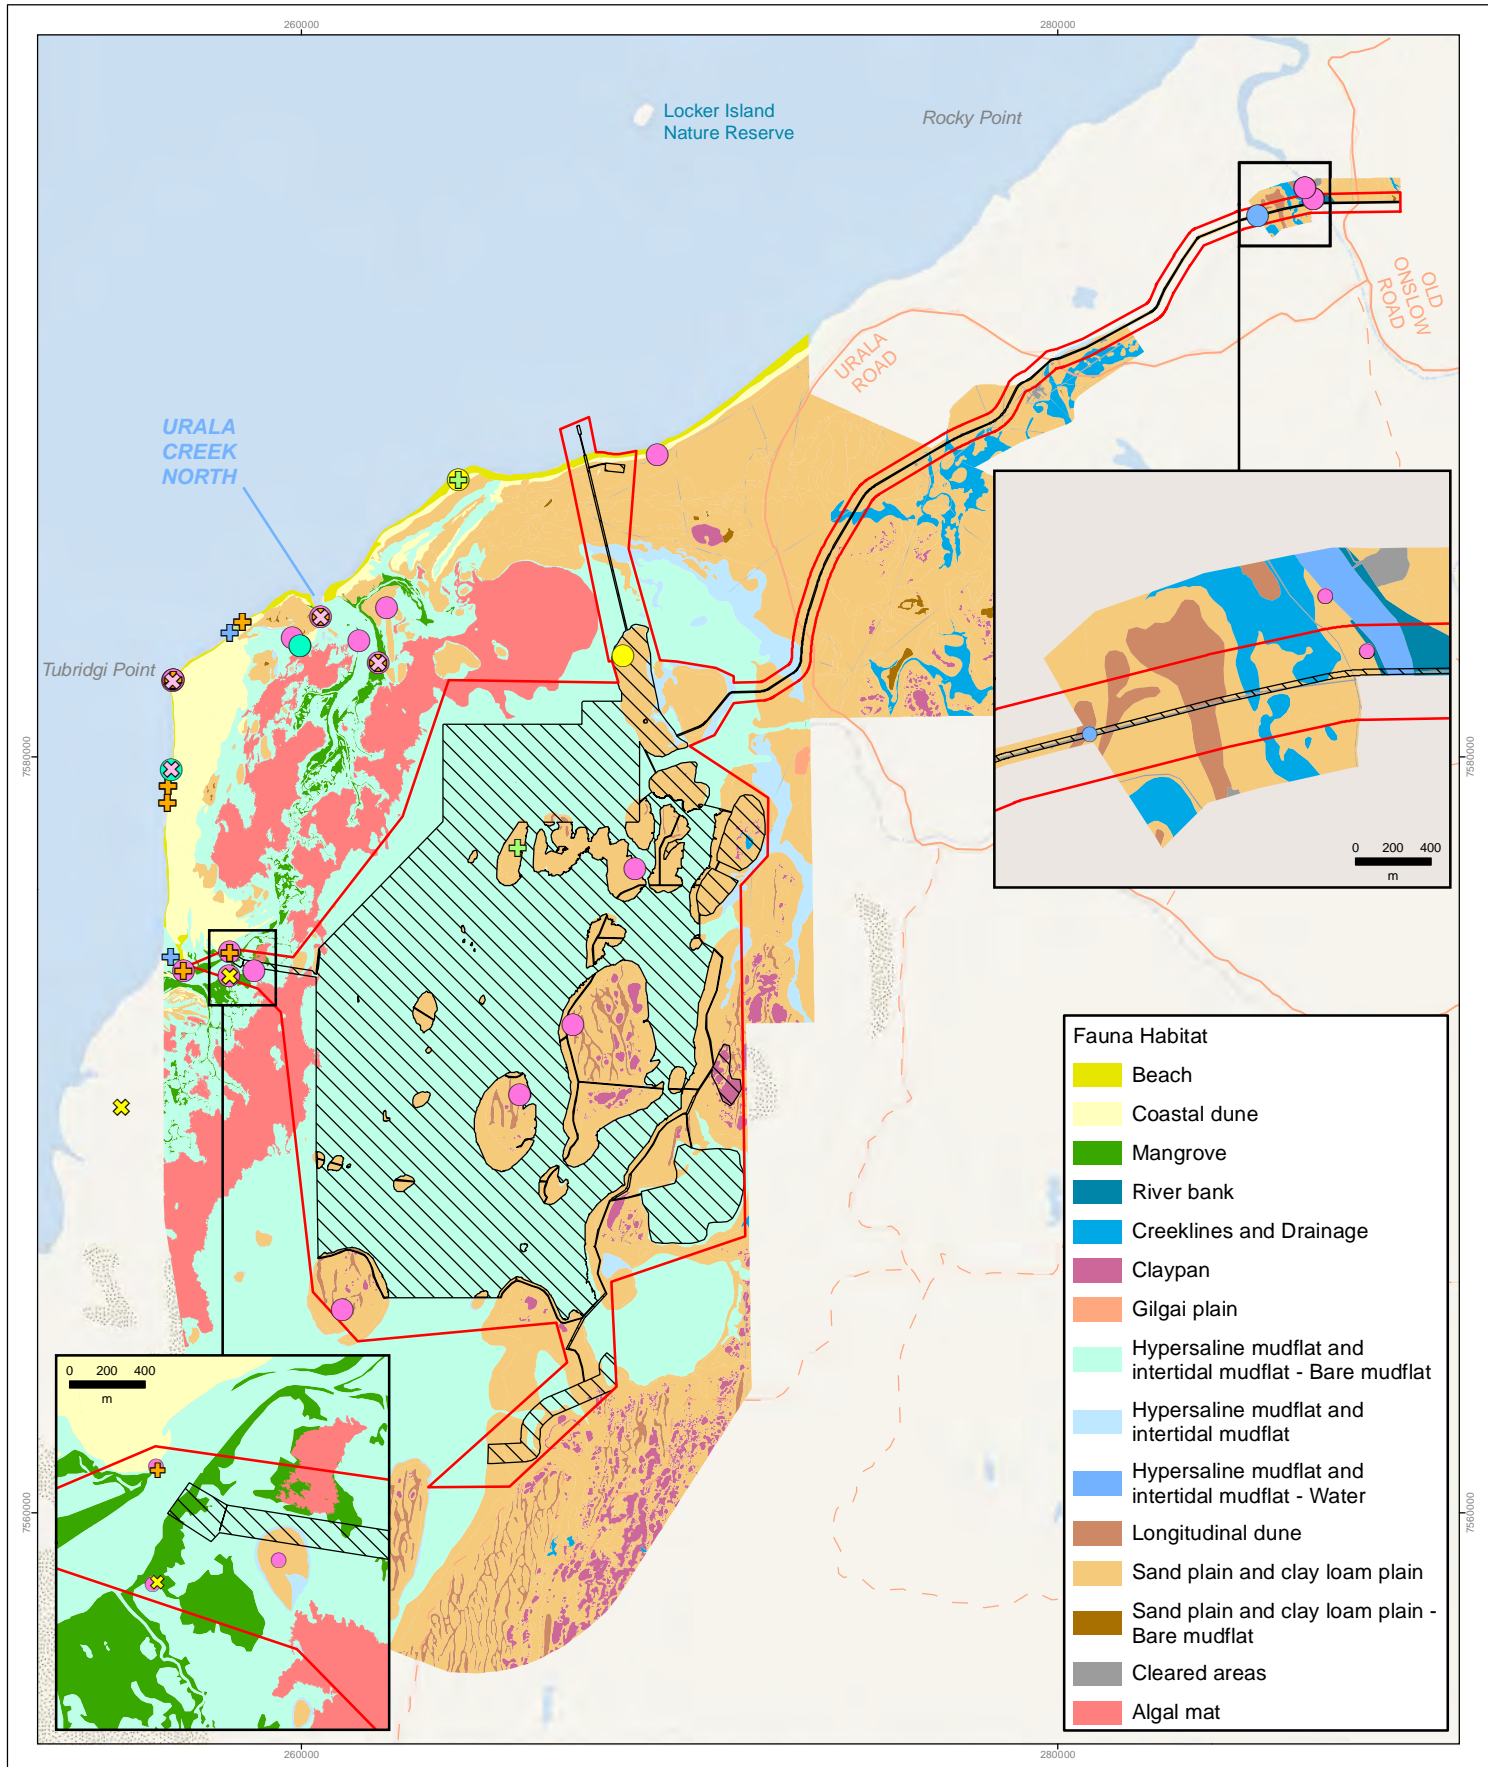 260000
280000
Locker Island
Nature Reserve
Rocky Point
OLD
ONSLOW
ROAD
URALA
ROAD
URALA
CREEK
NORTH
Tubridgi Point
7580000
7580000
0 200 400
m
Fauna Habitat
Beach
Coastal dune
Mangrove
River bank
Creeklines and Drainage
Claypan
Gilgai plain
Hypersaline mudflat and
intertidal mudflat - Bare mudflat
Hypersaline mudflat and
intertidal mudflat
Hypersaline mudflat and
intertidal mudflat - Water
Longitudinal dune
Sand plain and clay loam plain
Sand plain and clay loam plain -
Bare mudflat
Cleared areas
Algal mat
0 200 400
m
7560000
7560000
260000
280000